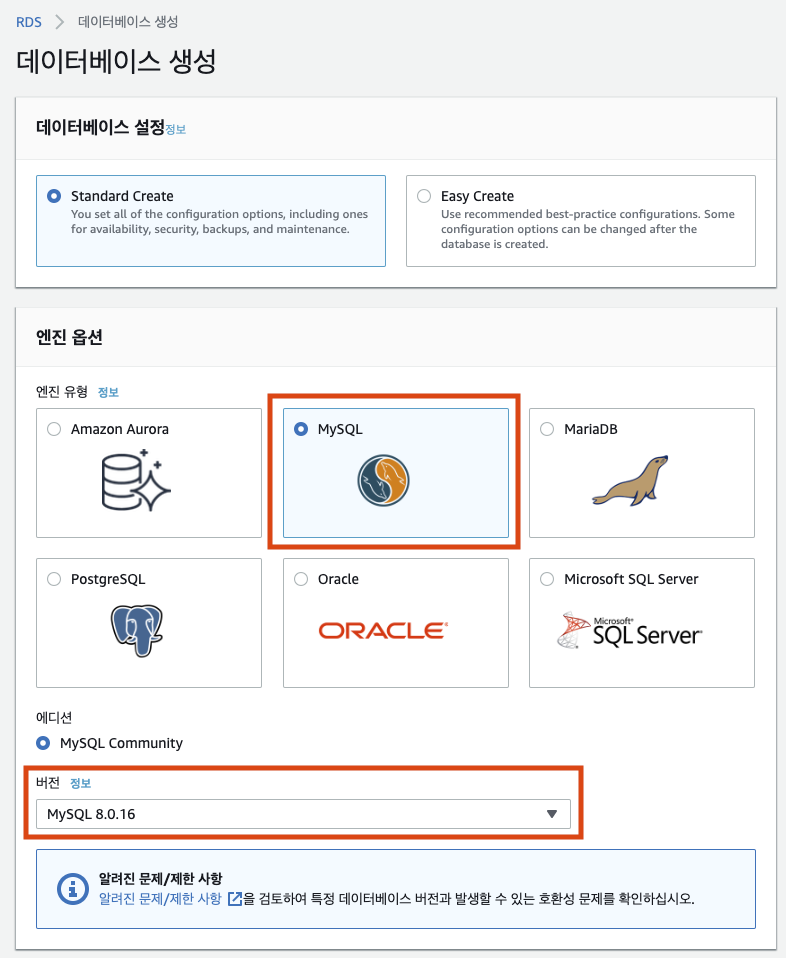 RDS > 데이터베이스 생성
데이터베이스 생성
데이터베이스 설정 정보
Standard Create
You set all of the configuration options, including ones
for availability, security, backups, and maintenance.
Easy Create
Use recommended best-practice configurations. Some
configuration options can be changed after the
database is created.
엔진 옵션
엔진 유형 정보
Amazon Aurora
MySQL
MariaDB
PostgreSQL
Oracle
Microsoft SQL Server
ORACLE®
Microsoft®
SQL Server®
에디션
MySQL Community
버전 정보
MySQL 8.0.16
알려진 문제/제한 사항
알려진 문제/제한 사항 을 검토하여 특정 데이터베이스 버전과 발생할 수 있는 호환성 문제를 확인하십시오.